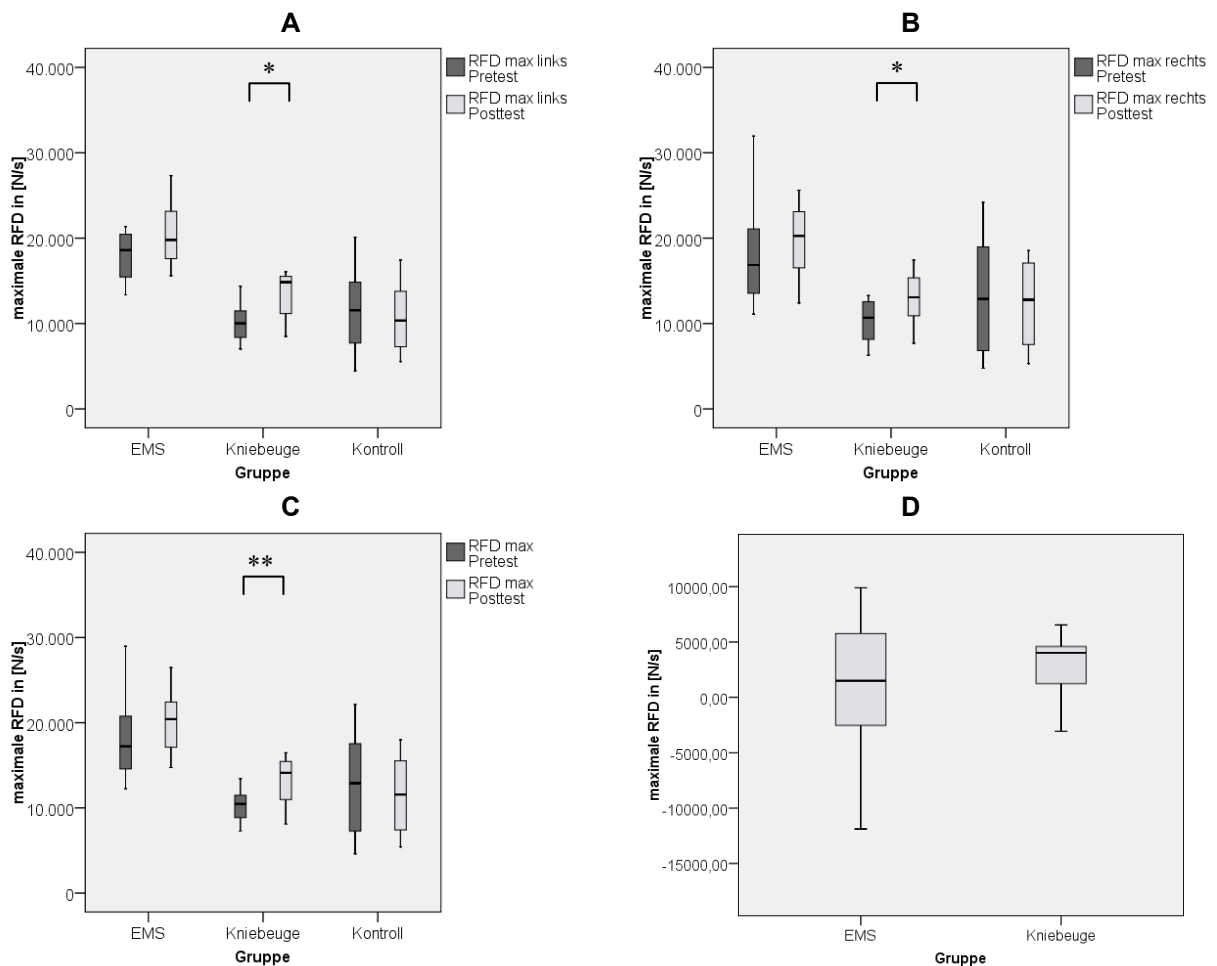 A
*
RFD max links
Pretest
RFD max links
Posttest
maximale RFD in [N/s]
40.000
30.000
20.000
10.000
0
EMS
Kniebeuge
Kontroll
Gruppe
B
*
RFD max rechts
Pretest
RFD max rechts
Posttest
maximale RFD in [N/s]
40.000
30.000
20.000
10.000
0
EMS
Kniebeuge
Kontroll
Gruppe
C
**
RFD max
Pretest
RFD max
Posttest
maximale RFD in [N/s]
40.000
30.000
20.000
10.000
0
EMS
Kniebeuge
Kontroll
Gruppe
D
maximale RFD in [N/s]
10000,00
5000,00
0,00
-5000,00
-10000,00
-15000,00
EMS
Kniebeuge
Gruppe